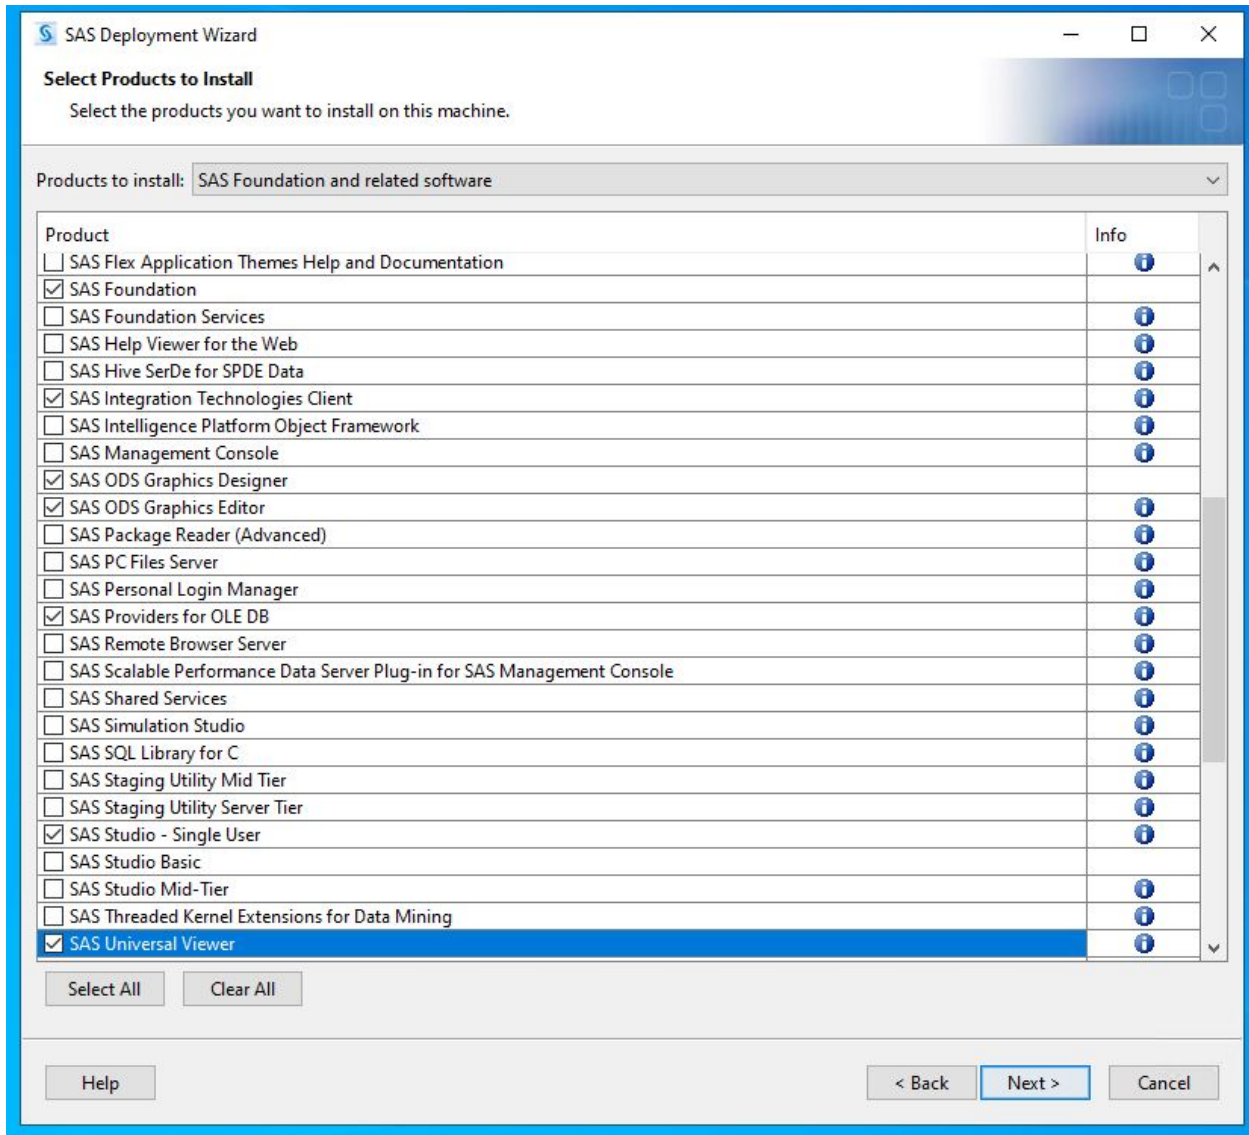 SAS Deployment Wizard
Select Products to Install
Select the products you want to install on this machine.
Products to install: SAS Foundation and related software
Product Info
SAS Flex Application Themes Help and Documentation
SAS Foundation
SAS Foundation Services
SAS Help Viewer for the Web
SAS Hive SerDe for SPDE Data
SAS Integration Technologies Client
SAS Intelligence Platform Object Framework
SAS Management Console
SAS ODS Graphics Designer
SAS ODS Graphics Editor
SAS Package Reader (Advanced)
SAS PC Files Server
SAS Personal Login Manager
SAS Providers for OLE DB
SAS Remote Browser Server
SAS Scalable Performance Data Server Plug-in for SAS Management Console
SAS Shared Services
SAS Simulation Studio
SAS SQL Library for C
SAS Staging Utility Mid Tier
SAS Staging Utility Server Tier
SAS Studio - Single User
SAS Studio Basic
SAS Studio Mid-Tier
SAS Threaded Kernel Extensions for Data Mining
SAS Universal Viewer
Select All Clear All
Help < Back Next > Cancel